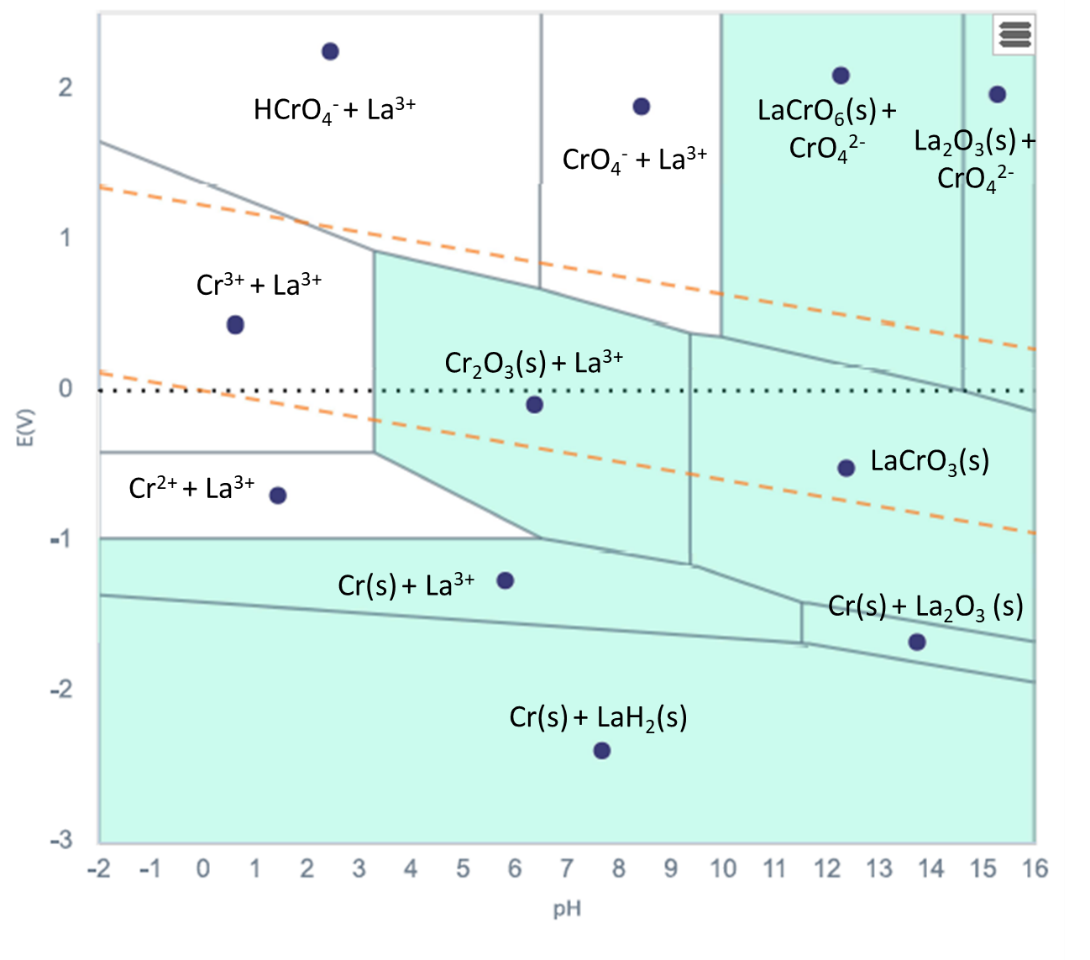 2
HCrO₄⁻ + La³⁺
LaCrO₆(s) +
CrO₄²⁻
La₂O₃(s) +
CrO₄²⁻
CrO₄⁻ + La³⁺
1
Cr³⁺ + La³⁺
Cr₂O₃(s) + La³⁺
0
E(V)
LaCrO₃(s)
Cr²⁺ + La³⁺
-1
Cr(s) + La³⁺
Cr(s) + La₂O₃ (s)
-2
Cr(s) + LaH₂(s)
-3
-2 -1 0 1 2 3 4 5 6 7 8 9 10 11 12 13 14 15 16
pH